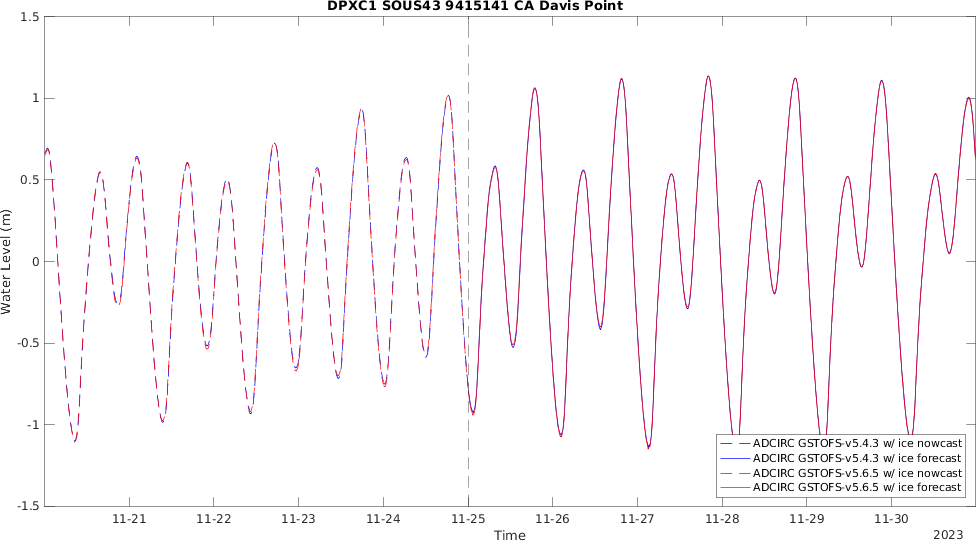 DPXC1 SOUS43 9415141 CA Davis Point
1.5
1
0.5
0
-0.5
-1
-1.5
Water Level (m)
ADCIRC GSTOFS-v5.4.3 w/ ice nowcast
ADCIRC GSTOFS-v5.4.3 w/ ice forecast
ADCIRC GSTOFS-v5.6.5 w/ ice nowcast
ADCIRC GSTOFS-v5.6.5 w/ ice forecast
11-21 11-22 11-23 11-24 11-25 11-26 11-27 11-28 11-29 11-30
Time
2023